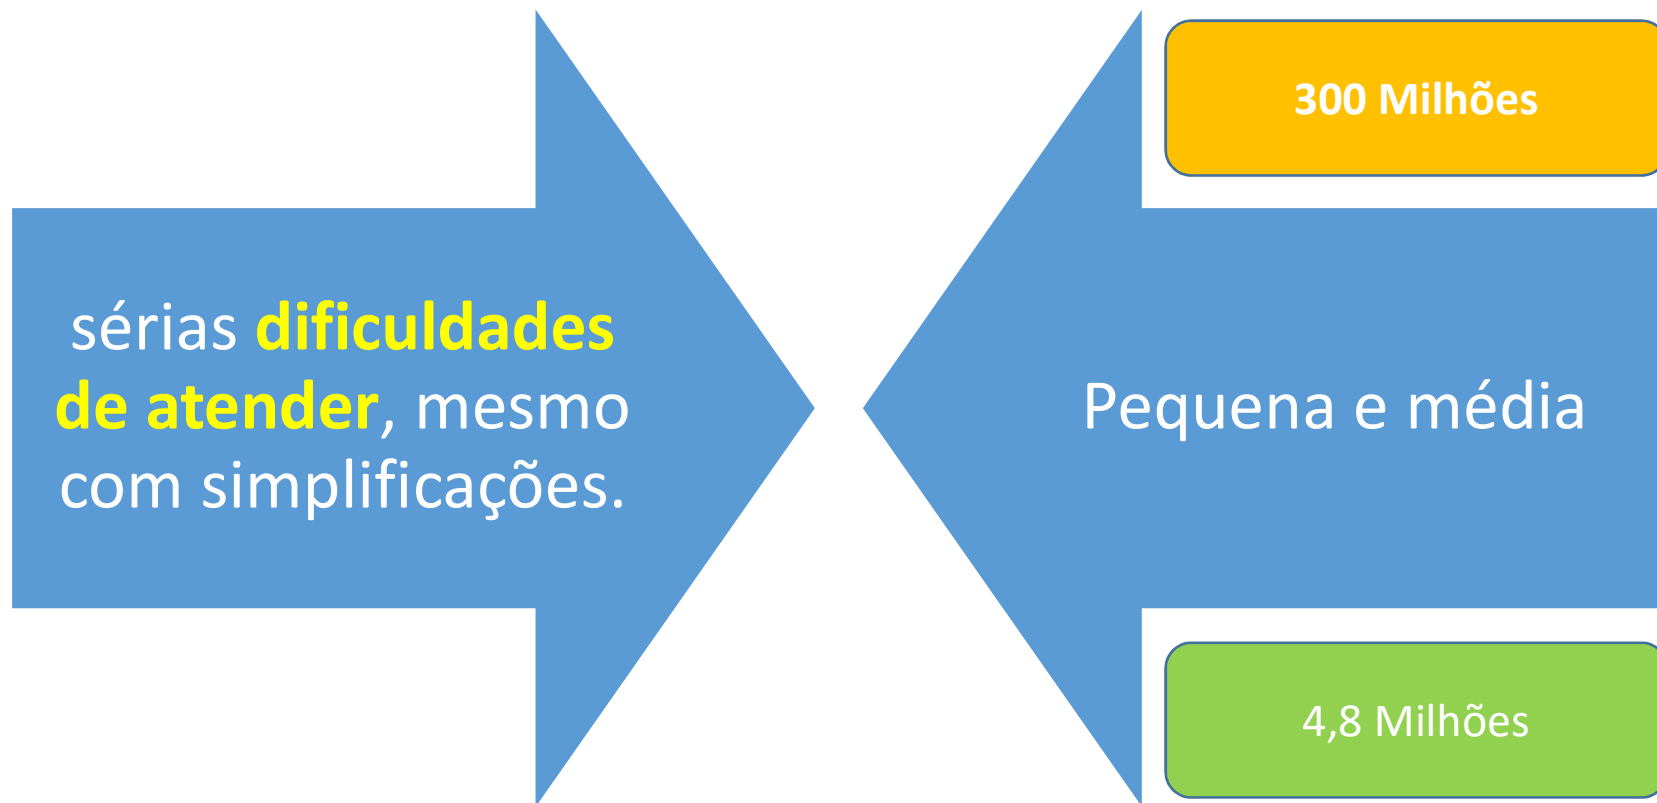 sérias dificuldades
de atender, mesmo
com simplificações.
300 Milhões
Pequena e média
4,8 Milhões